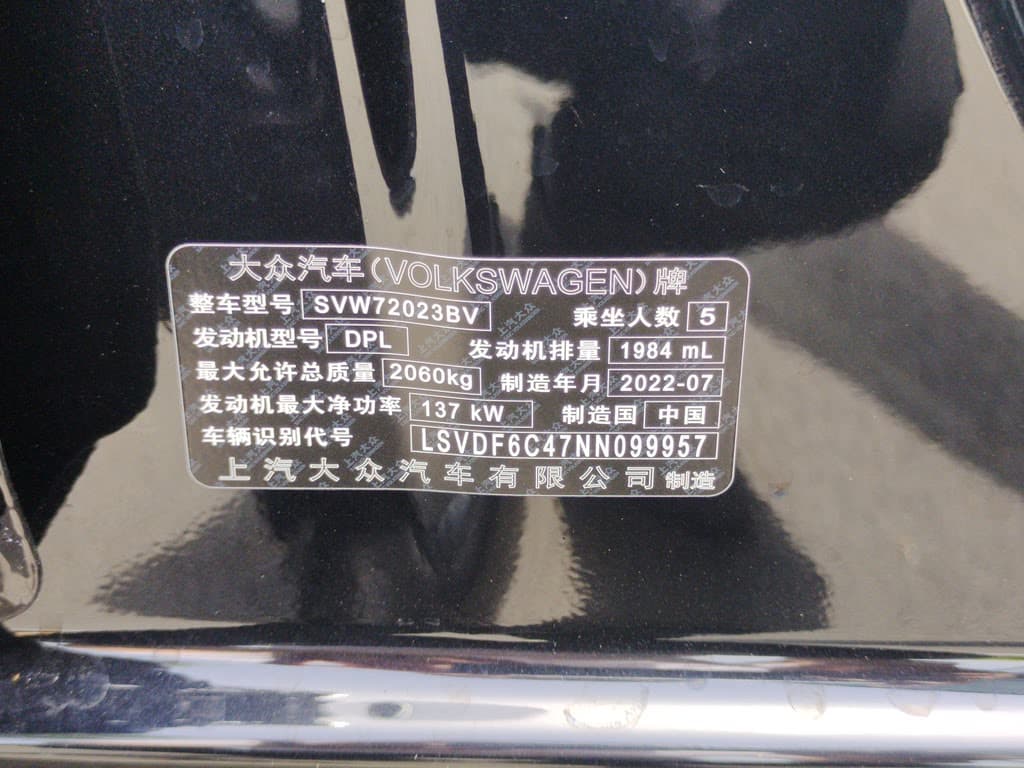 大众汽车(VOLKSWAGEN)牌
整车型号 SVW72023BV 乘坐人数 5
发动机型号 DPL 发动机排量 1984 mL
最大允许总质量 2060kg 制造年月 2022-07
发动机最大净功率 137 kW 制造国 中国
车辆识别代号 LSVDF6C47NN099957
上汽大众汽车有限公司 制造